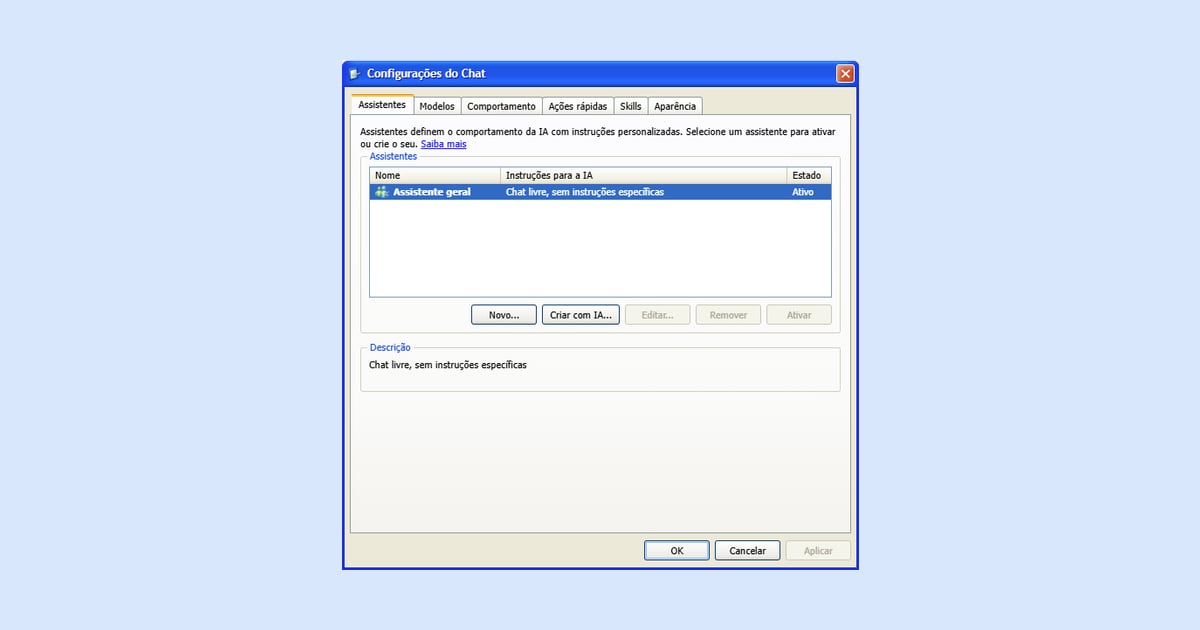 Configurações do Chat
Assistentes Modelos Comportamento Ações rápidas Skills Aparência
Assistentes definem o comportamento da IA com instruções personalizadas. Selecione um assistente para ativar
ou crie o seu. Saiba mais
Assistentes
Nome Instruções para a IA Estado
Assistente geral Chat livre, sem instruções específicas Ativo
Novo... Criar com IA... Editar... Remover Ativar
Descrição
Chat livre, sem instruções específicas
OK Cancelar Aplicar